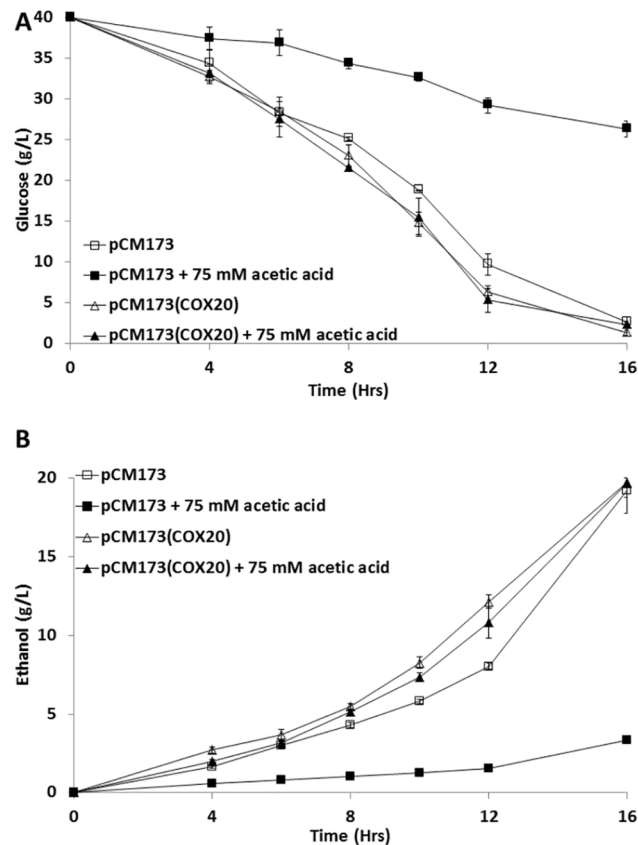 A
40
35
30
25
20
15
10
5
0
Glucose (g/L)
pCM173
pCM173 + 75 mM acetic acid
pCM173(COX20)
pCM173(COX20) + 75 mM acetic acid
0 4 8 12 16
Time (Hrs)
B
pCM173
pCM173 + 75 mM acetic acid
pCM173(COX20)
pCM173(COX20) + 75 mM acetic acid
20
15
10
5
0
Ethanol (g/L)
0 4 8 12 16
Time (Hrs)